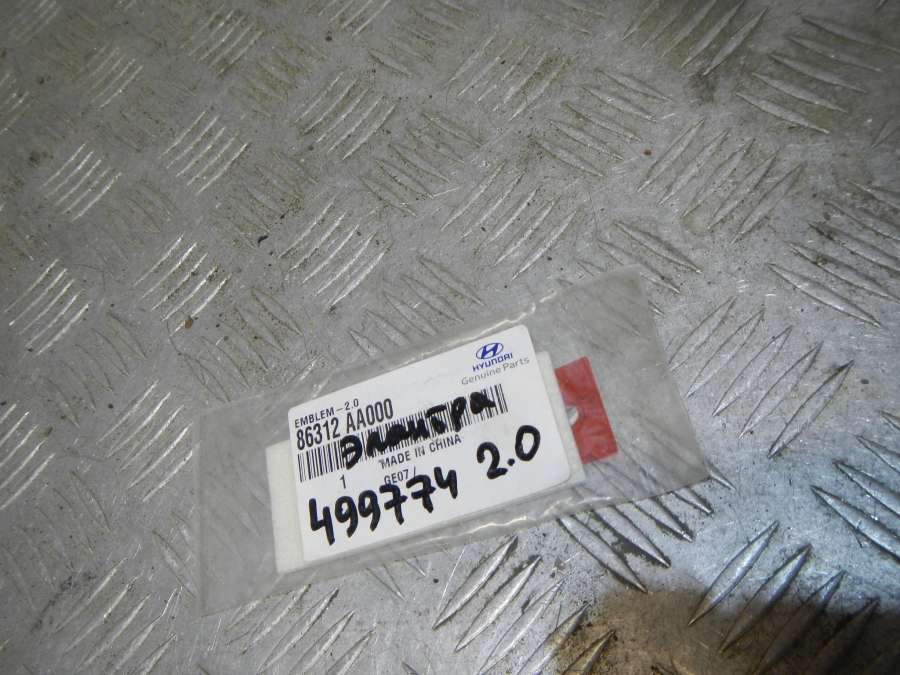 HYUNDAI
Genuine Parts
EMBLEM-2.0
86312 AA000
элантра
MADE IN CHINA
1 GE07/
499774 2.0